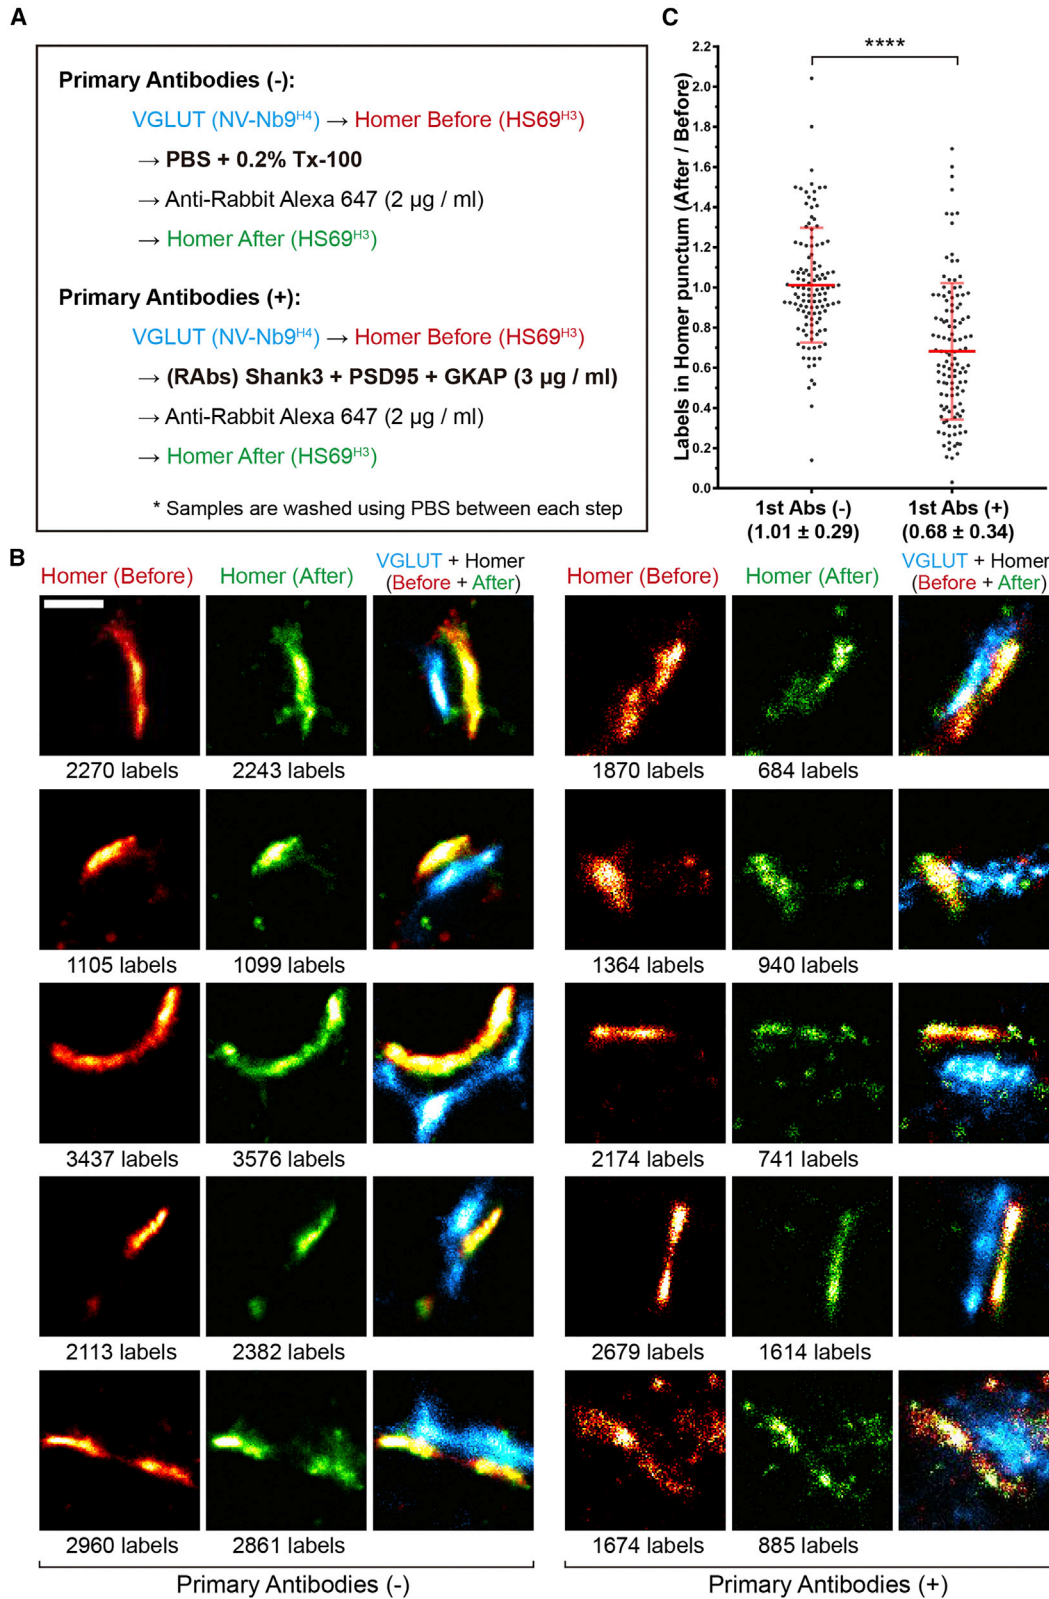 A
Primary Antibodies (-):
VGLUT (NV-Nb9ᴴ⁴) → Homer Before (HS69ᴴ³)
→ PBS + 0.2% Tx-100
→ Anti-Rabbit Alexa 647 (2 µg / ml)
→ Homer After (HS69ᴴ³)
Primary Antibodies (+):
VGLUT (NV-Nb9ᴴ⁴) → Homer Before (HS69ᴴ³)
→ (RAbs) Shank3 + PSD95 + GKAP (3 µg / ml)
→ Anti-Rabbit Alexa 647 (2 µg / ml)
→ Homer After (HS69ᴴ³)
* Samples are washed using PBS between each step
C
Labels in Homer punctum (After / Before)
****
2.2
2.0
1.8
1.6
1.4
1.2
1.0
0.8
0.6
0.4
0.2
0.0
1st Abs (-) 1st Abs (+)
(1.01 ± 0.29) (0.68 ± 0.34)
B
Homer (Before) Homer (After) VGLUT + Homer
(Before + After)
Homer (Before) Homer (After) VGLUT + Homer
(Before + After)
2270 labels 2243 labels 1870 labels 684 labels
1105 labels 1099 labels 1364 labels 940 labels
3437 labels 3576 labels 2174 labels 741 labels
2113 labels 2382 labels 2679 labels 1614 labels
2960 labels 2861 labels 1674 labels 885 labels
Primary Antibodies (-) Primary Antibodies (+)